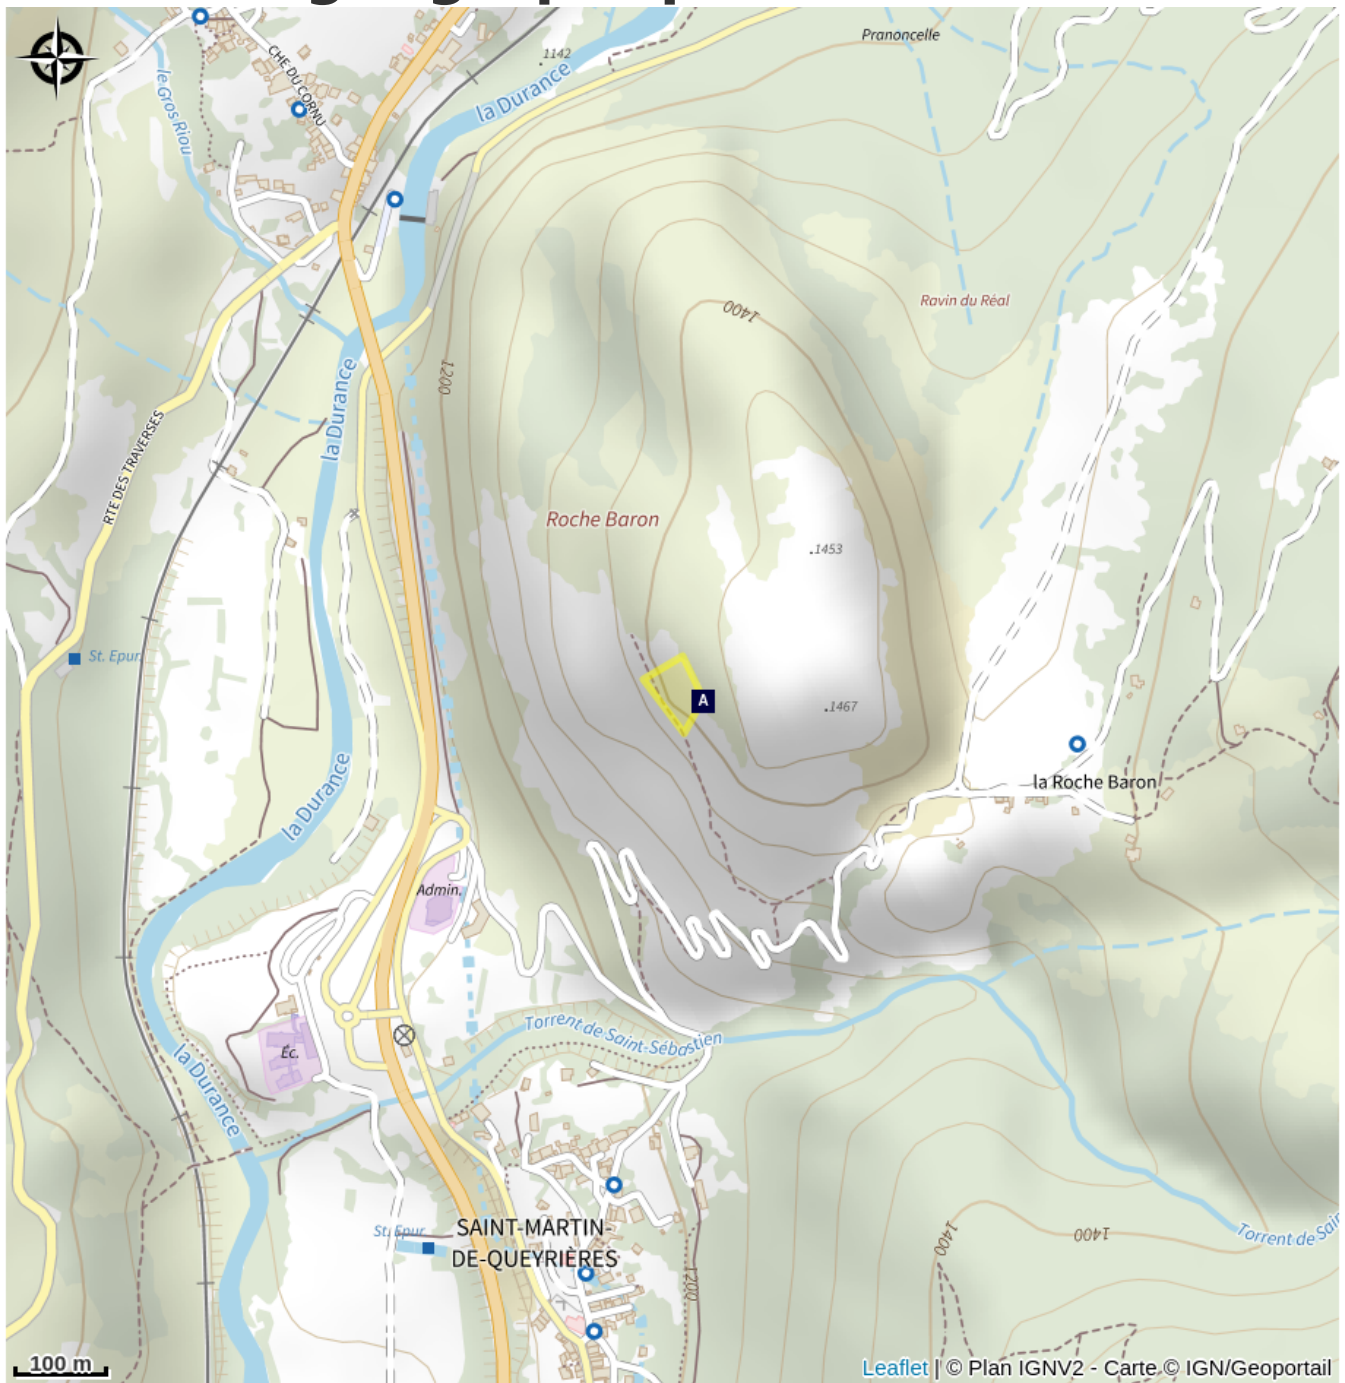 Pranoncelle
1142
CHE DU CORNU
la Durance
le Gros Riou
Ravin du Réal
1400
la Durance
1200
RTE DES TRAVERSES
Roche Baron
.1453
St. Epur.
A
.1467
la Durance
la Roche Baron
Admin.
Torrent de Saint-Sébastien
Éc.
la Durance
St. Epur.
SAINT-MARTIN-
DE-QUEYRIÈRES
1400
1400
Torrent de Sain
1200
100 m
Leaflet | © Plan IGNV2 - Carte © IGN/Geoportail